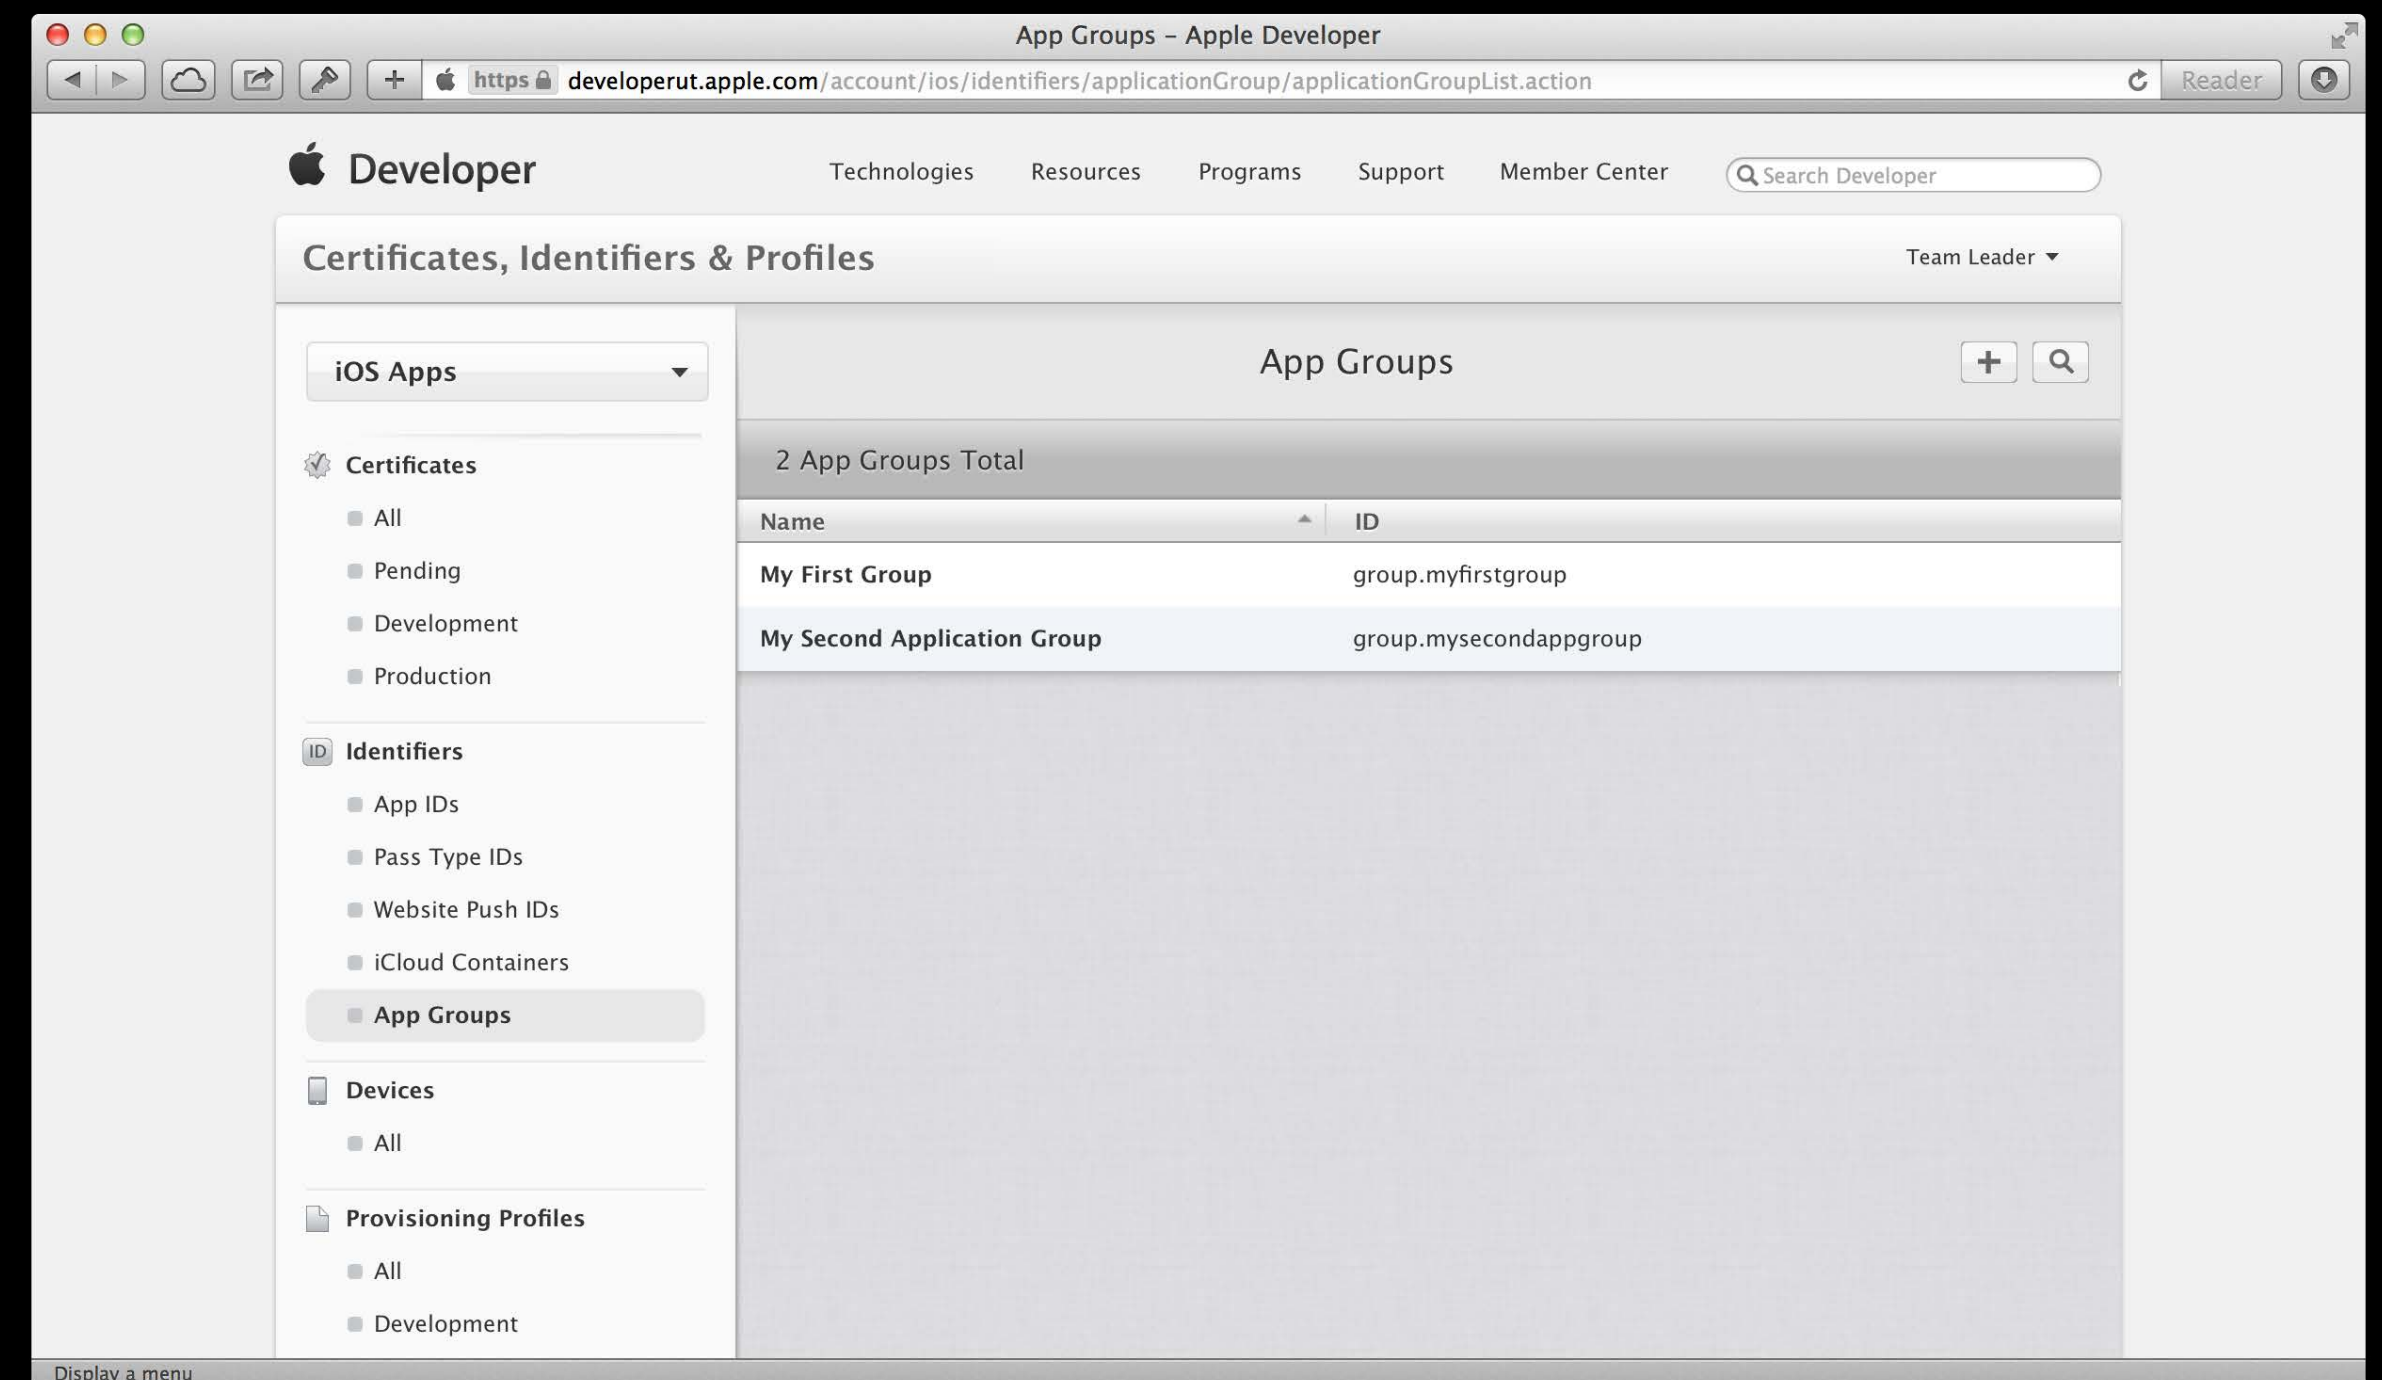 App Groups – Apple Developer
https developerut.apple.com/account/ios/identifiers/applicationGroup/applicationGroupList.action
Reader
Developer
Technologies
Resources
Programs
Support
Member Center
Search Developer
Certificates, Identifiers & Profiles
Team Leader
iOS Apps
Certificates
All
Pending
Development
Production
ID Identifiers
App IDs
Pass Type IDs
Website Push IDs
iCloud Containers
App Groups
Devices
All
Provisioning Profiles
All
Development
App Groups
2 App Groups Total
Name
ID
My First Group
group.myfirstgroup
My Second Application Group
group.mysecondappgroup
Display a menu